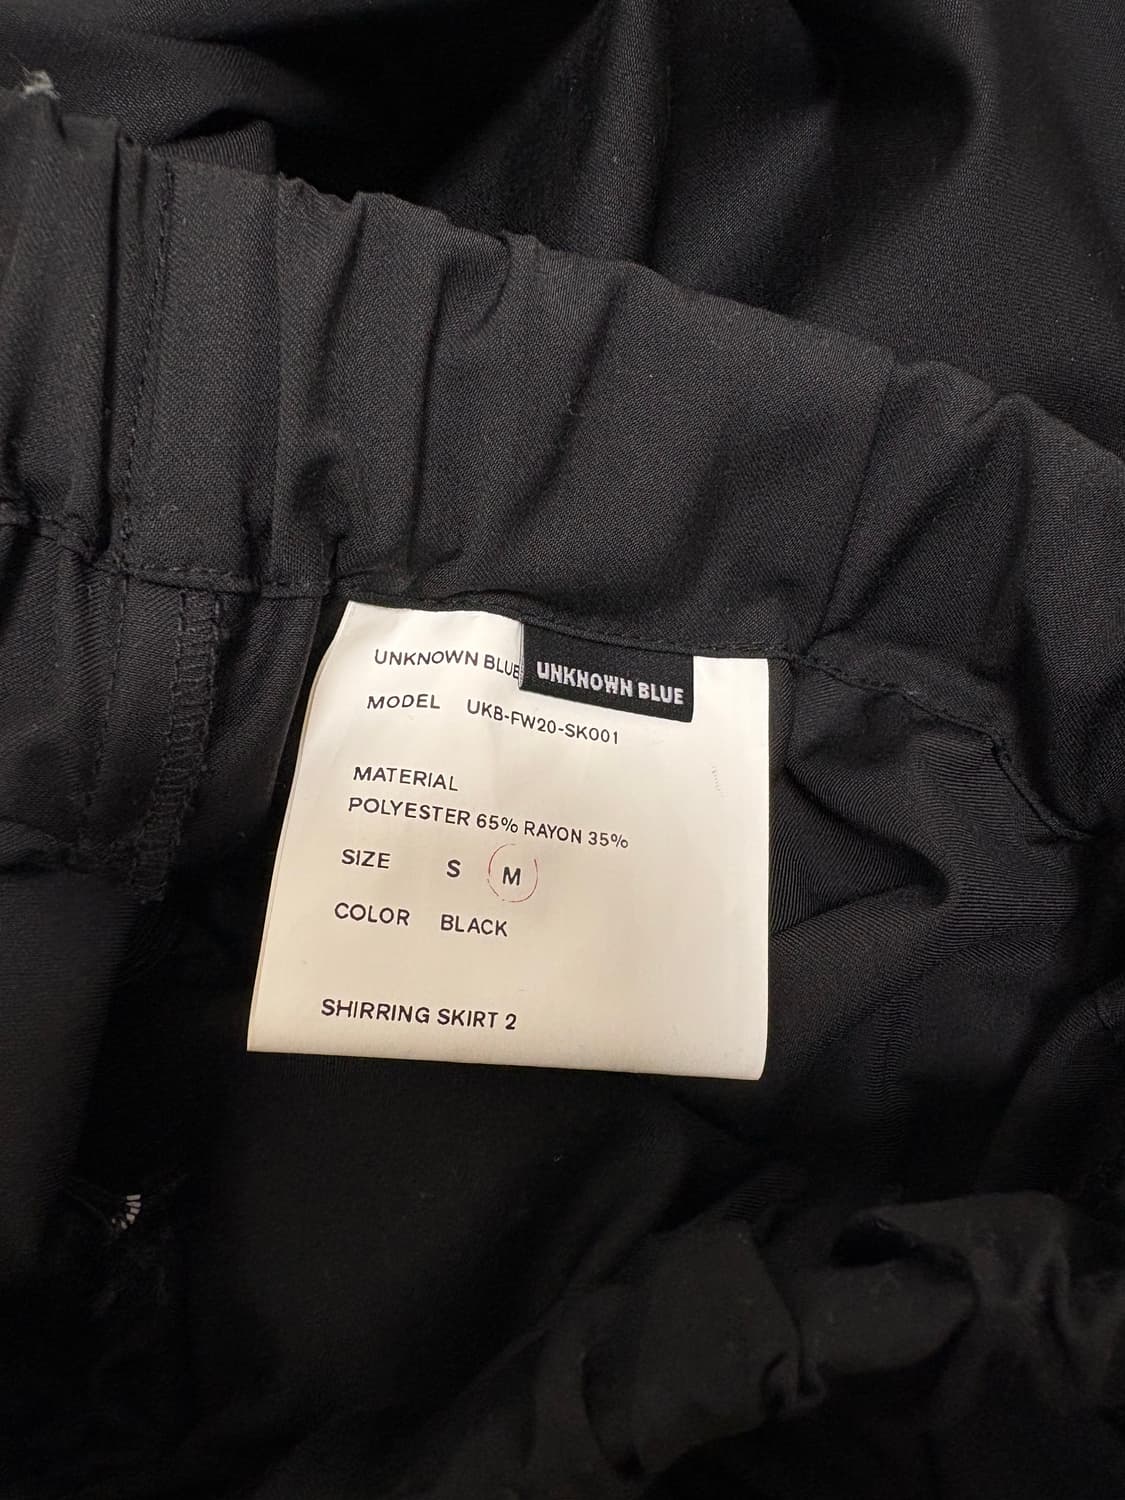 UNKNOWN BLUE
UNKNOWN BLUE
MODEL UKB-FW20-SK001
MATERIAL
POLYESTER 65% RAYON 35%
SIZE S M
COLOR BLACK
SHIRRING SKIRT 2